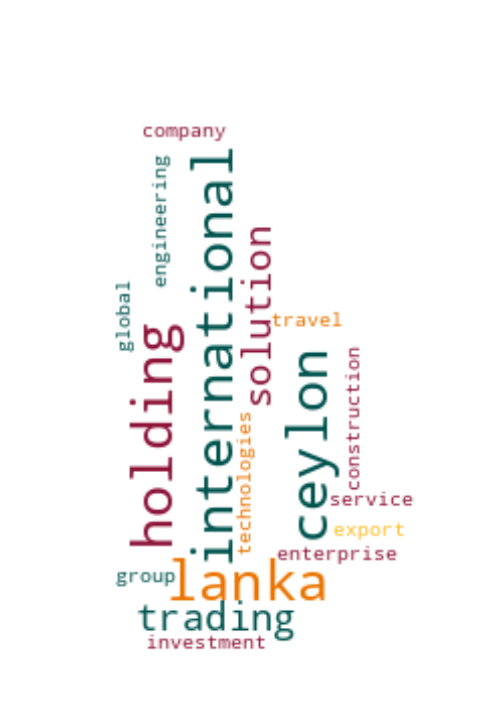 company
engineering
international
solution
global
travel
holding
ceylon
construction
technologies
service
export
enterprise
lanka
group
trading
investment